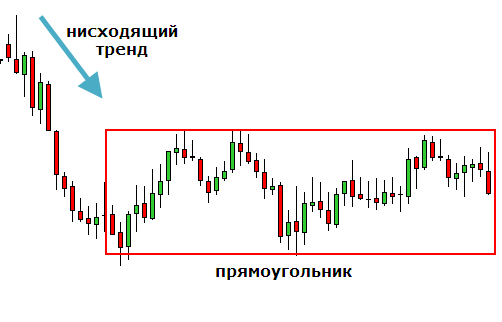 нисходящий
тренд
прямоугольник